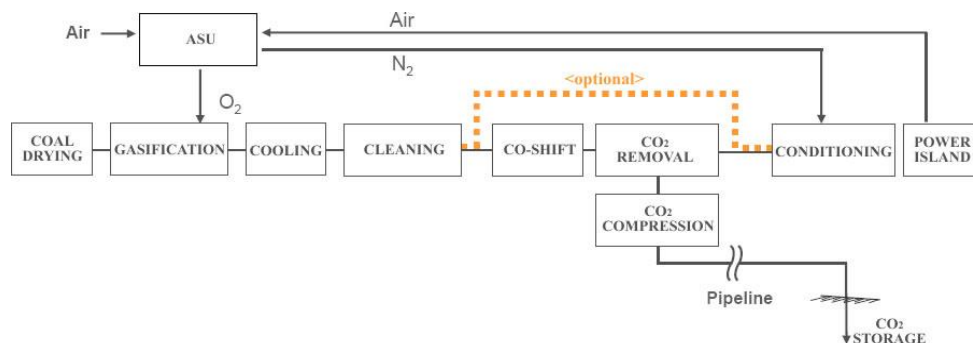 Air
Air
ASU
N2
<optional>
O2
COAL
DRYING
GASIFICATION
COOLING
CLEANING
CO-SHIFT
CO2
REMOVAL
CONDITIONING
POWER
ISLAND
CO2
COMPRESSION
Pipeline
CO2
STORAGE